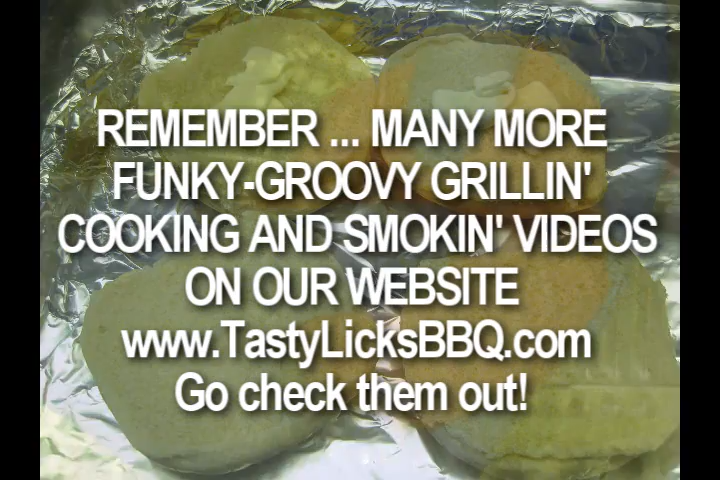 REMEMBER ... MANY MORE
FUNKY-GROOVY GRILLIN'
COOKING AND SMOKIN' VIDEOS
ON OUR WEBSITE
www.TastyLicksBBQ.com
Go check them out!